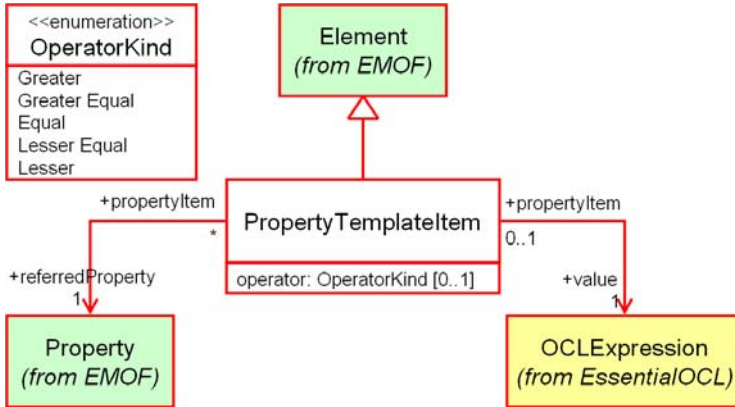 <<enumeration>>
OperatorKind
Greater
Greater Equal
Equal
Lesser Equal
Lesser
Element
(from EMOF)
+propertyItem
*
PropertyTemplateItem
operator: OperatorKind [0..1]
+propertyItem
0..1
+referredProperty
1
+value
1
Property
(from EMOF)
OCLExpression
(from EssentialOCL)